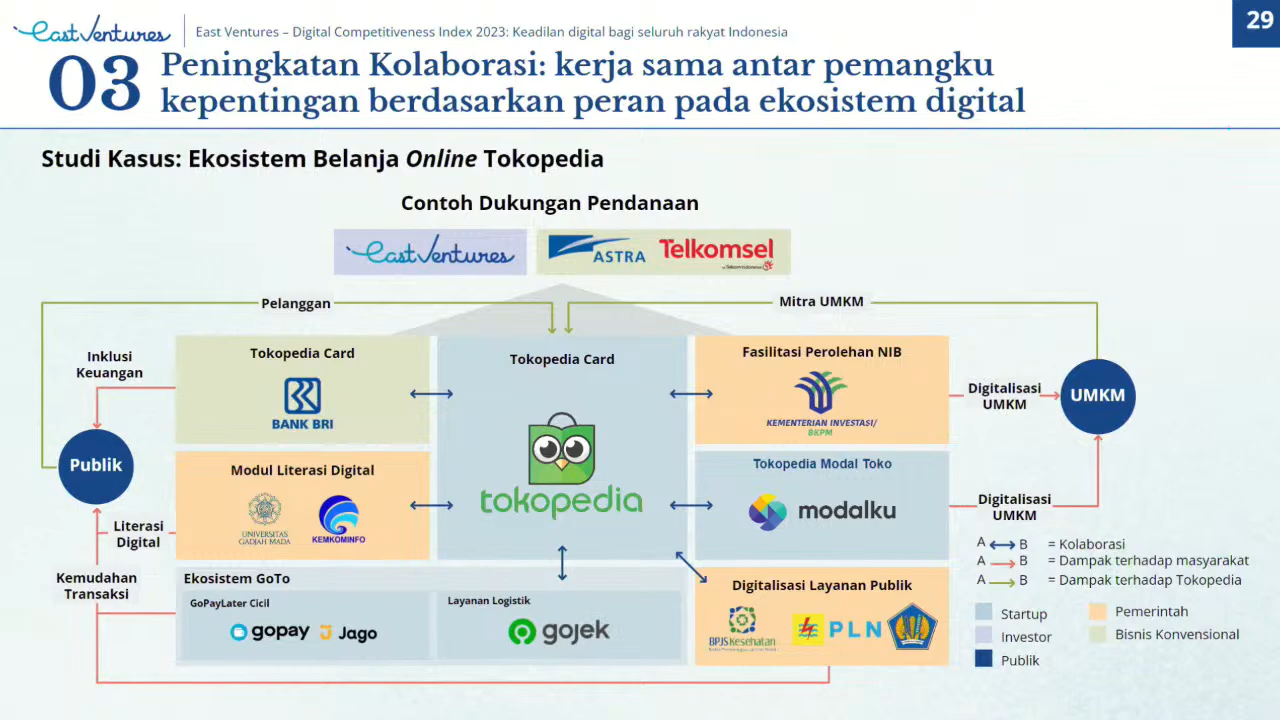 East Ventures
East Ventures – Digital Competitiveness Index 2023: Keadilan digital bagi seluruh rakyat Indonesia
29
03
Peningkatan Kolaborasi: kerja sama antar pemangku
kepentingan berdasarkan peran pada ekosistem digital
Studi Kasus: Ekosistem Belanja Online Tokopedia
Contoh Dukungan Pendanaan
East Ventures
ASTRA
Telkomsel
Pelanggan
Mitra UMKM
Inklusi
Keuangan
Tokopedia Card
BANK BRI
Tokopedia Card
tokopedia
Fasilitasi Perolehan NIB
KEMENTERIAN INVESTASI/
BKPM
Digitalisasi
UMKM
UMKM
Publik
Modul Literasi Digital
UNIVERSITAS
GADJAH MADA
KEMKOMINFO
Tokopedia Modal Toko
modalku
Digitalisasi
UMKM
Literasi
Digital
Kemudahan
Transaksi
Ekosistem GoTo
GoPayLater Cicil
gopay
Jago
Layanan Logistik
gojek
Digitalisasi Layanan Publik
BPJS Kesehatan
PLN
A B = Kolaborasi
A B = Dampak terhadap masyarakat
A B = Dampak terhadap Tokopedia
Startup
Pemerintah
Investor
Bisnis Konvensional
Publik